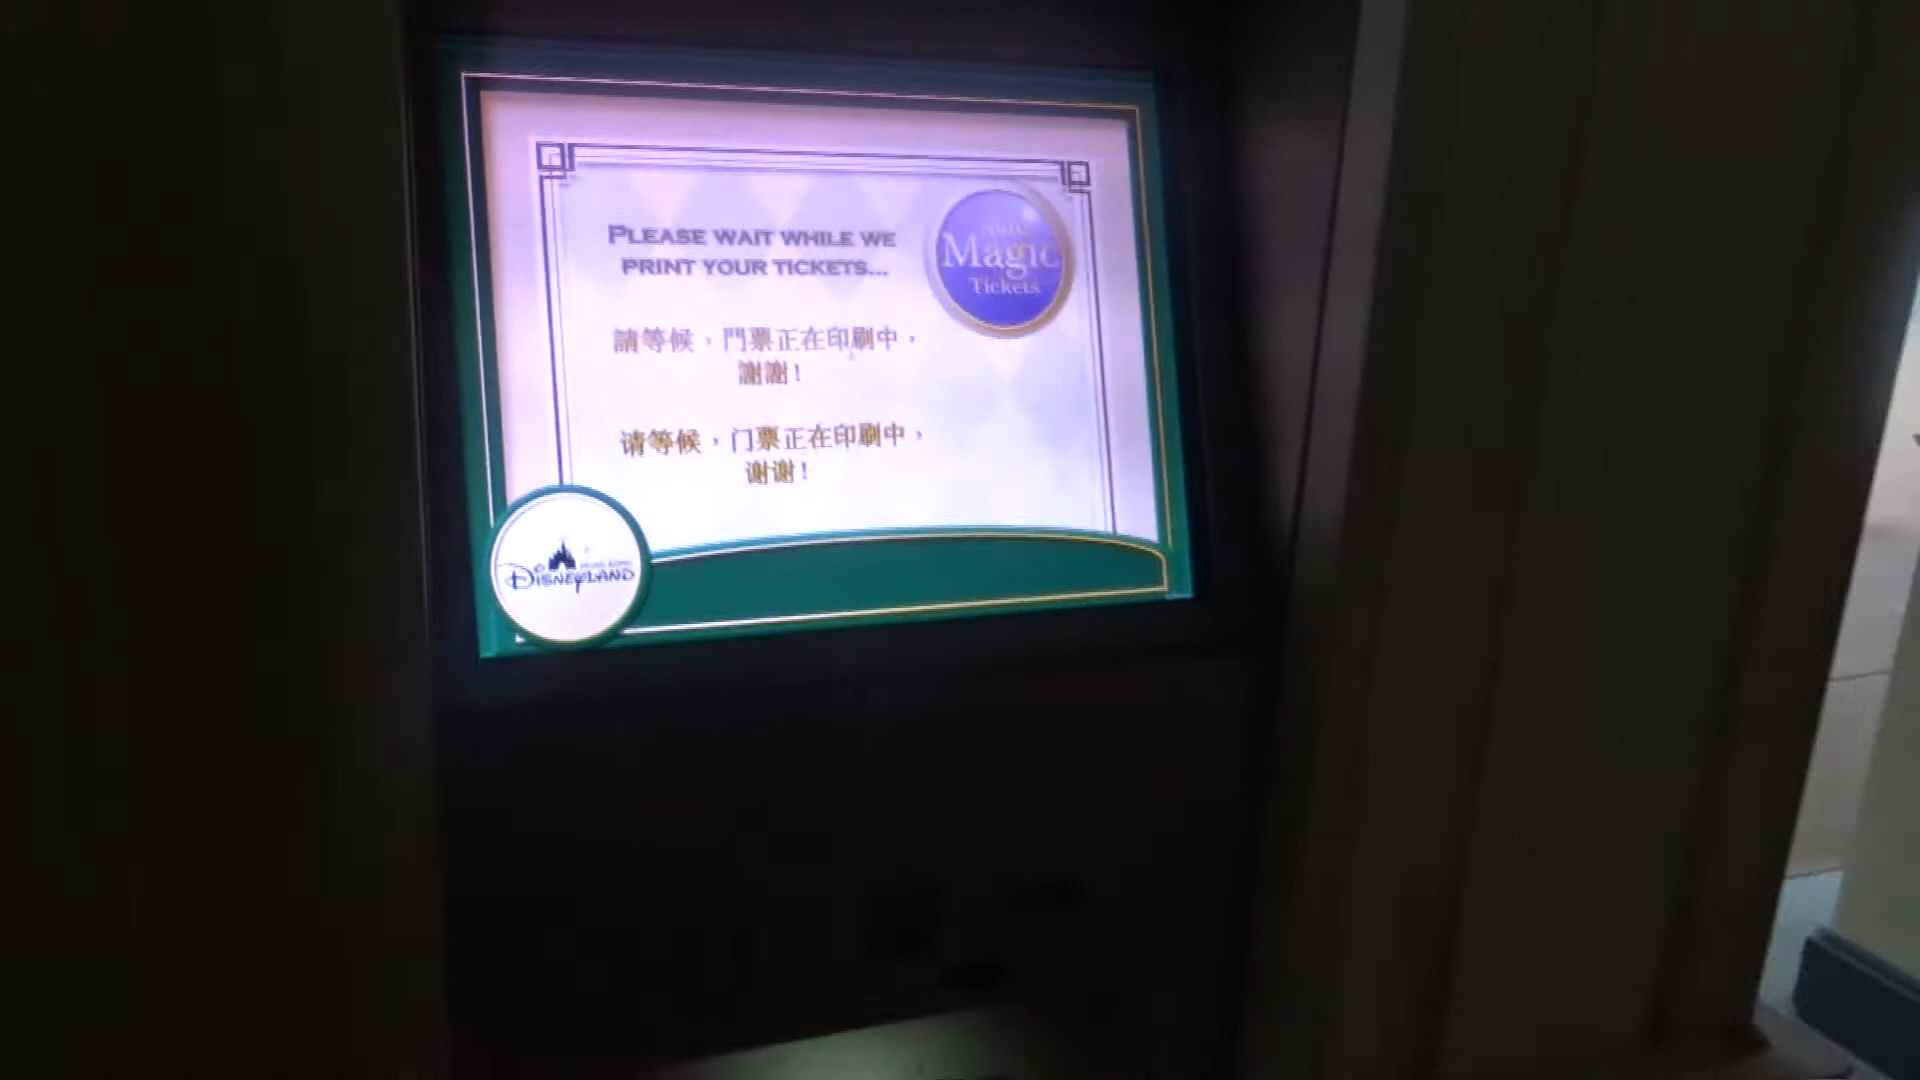 PLEASE WAIT WHILE WE
PRINT YOUR TICKETS...
Magic
Tickets
請等候，門票正在印刷中，
謝謝！
请等候，门票正在印刷中，
谢谢！
DISNEYLAND